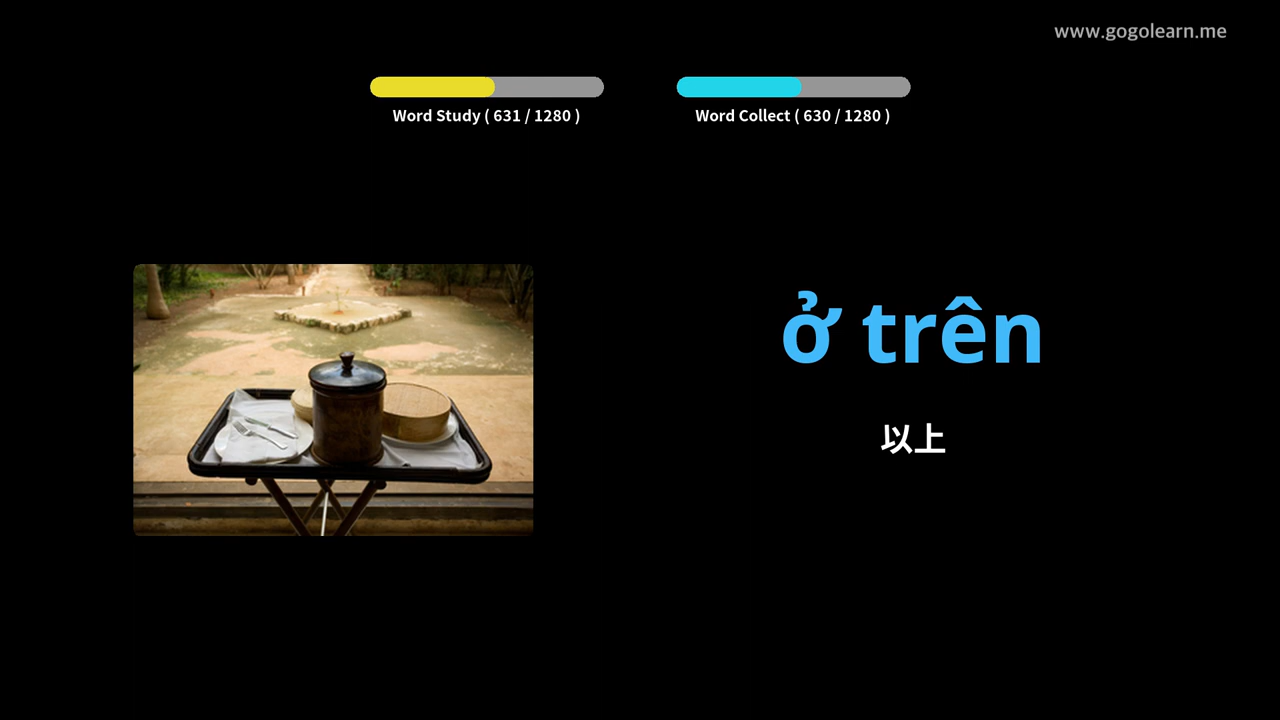 www.gogolearn.me
Word Study ( 631 / 1280 )
Word Collect ( 630 / 1280 )
ở trên
以上